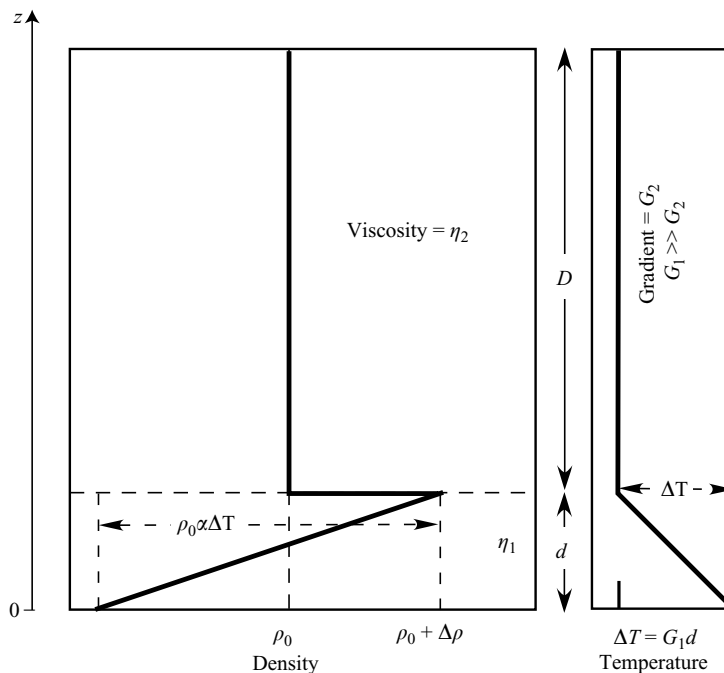 z
Viscosity = η₂
D
Gradient = G₂
G₁ >> G₂
ΔT
ρ₀αΔT
η₁
d
0
ρ₀
ρ₀ + Δρ
Density
ΔT = G₁d
Temperature